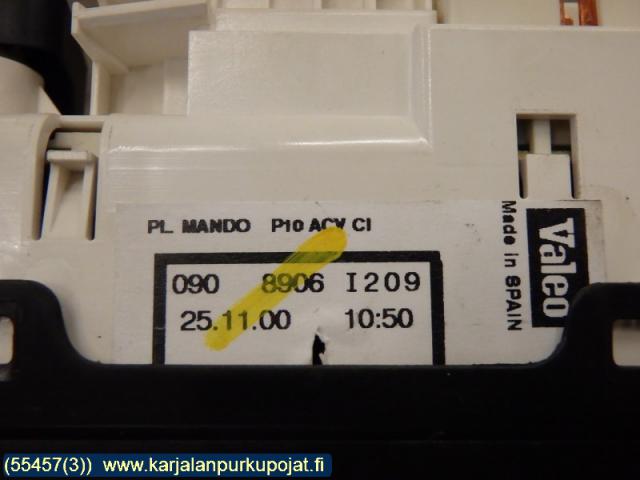 PL. MANDO P10 ACV CI
090 8906 I209
25.11.00 10:50
Valeo
Made in SPAIN
(55457(3)) www.karjalanpurkupojat.fi